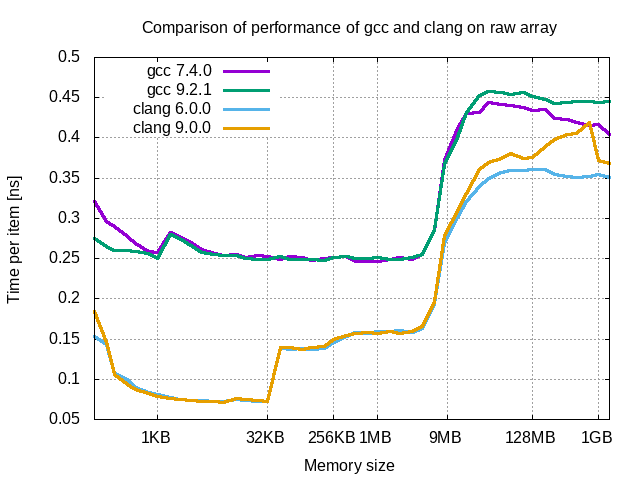 Comparison of performance of gcc and clang on raw array
0.5
0.45
0.4
0.35
0.3
0.25
0.2
0.15
0.1
0.05
Time per item [ns]
gcc 7.4.0
gcc 9.2.1
clang 6.0.0
clang 9.0.0
1KB 32KB 256KB 1MB 9MB 128MB 1GB
Memory size